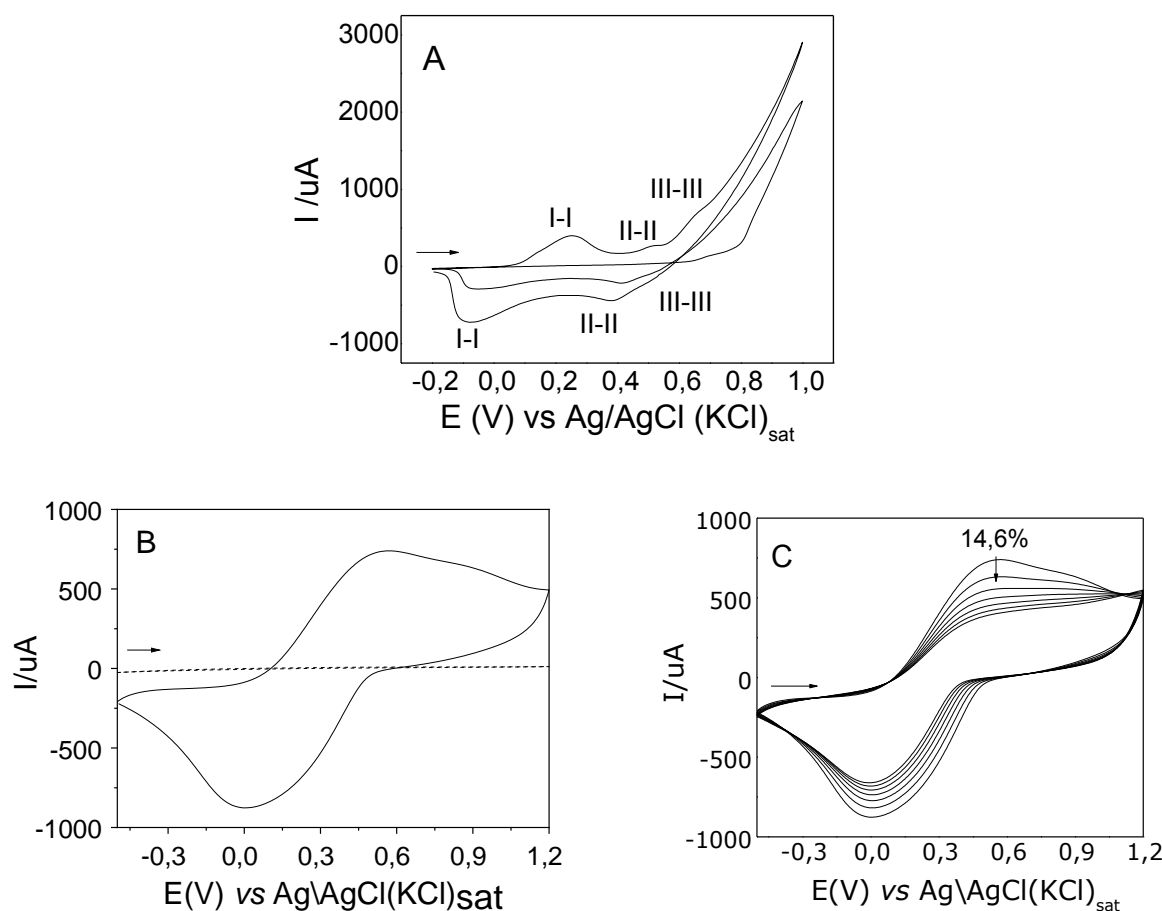 A
3000
2000
1000
0
-1000
I /uA
I-I
II-II
III-III
I-I
II-II
III-III
-0,2 0,0 0,2 0,4 0,6 0,8 1,0
E (V) vs Ag/AgCl (KCl)sat
B
1000
500
0
-500
-1000
I/uA
-0,3 0,0 0,3 0,6 0,9 1,2
E(V) vs Ag\AgCl(KCl)sat
C
14,6%
1000
500
0
-500
-1000
I/uA
-0,3 0,0 0,3 0,6 0,9 1,2
E(V) vs Ag\AgCl(KCl)sat